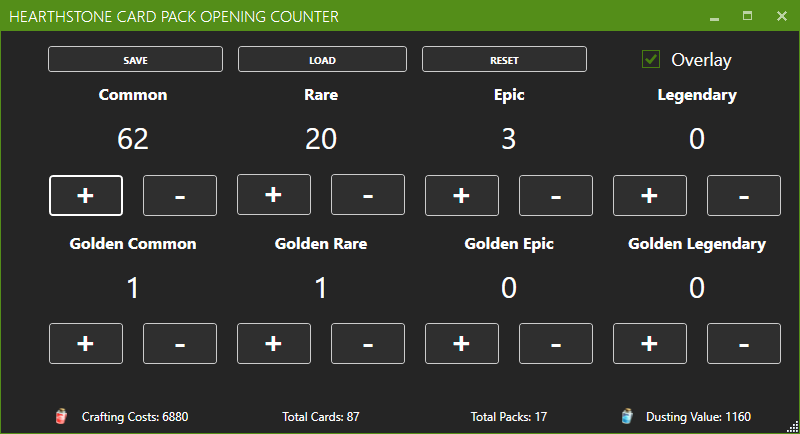 HEARTHSTONE CARD PACK OPENING COUNTER
SAVE LOAD RESET Overlay
Common Rare Epic Legendary
62 20 3 0
+ - + - + - + -
Golden Common Golden Rare Golden Epic Golden Legendary
1 1 0 0
+ - + - + - + -
Crafting Costs: 6880 Total Cards: 87 Total Packs: 17 Dusting Value: 1160